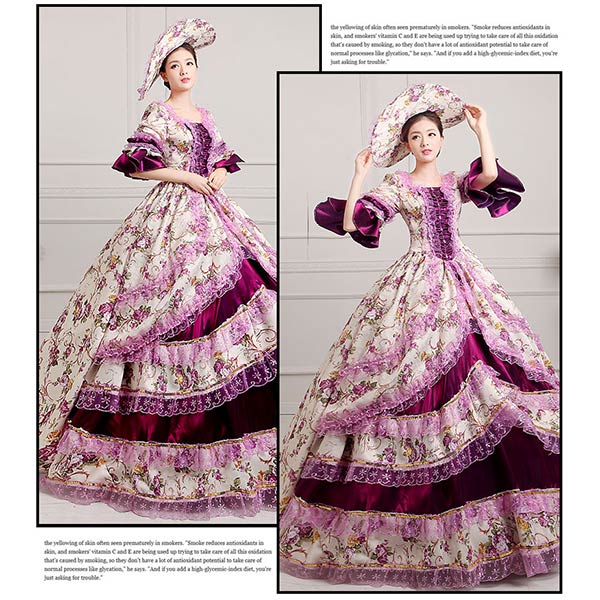 the yellowing of skin often seen prematurely in smokers. "Smoke reduces antioxidants in
skin, and smokers' vitamin C and E are being used up trying to take care of all this oxidation
that's caused by smoking, so they don't have a lot of antioxidant potential to take care of
normal processes like glycation," he says. "And if you add a high-glycemic-index diet, you're
just asking for trouble."
the yellowing of skin often seen prematurely in smokers. "Smoke reduces antioxidants in
skin, and smokers' vitamin C and E are being used up trying to take care of all this oxidation
that's caused by smoking, so they don't have a lot of antioxidant potential to take care of
normal processes like glycation," he says. "And if you add a high-glycemic-index diet, you're
just asking for trouble."